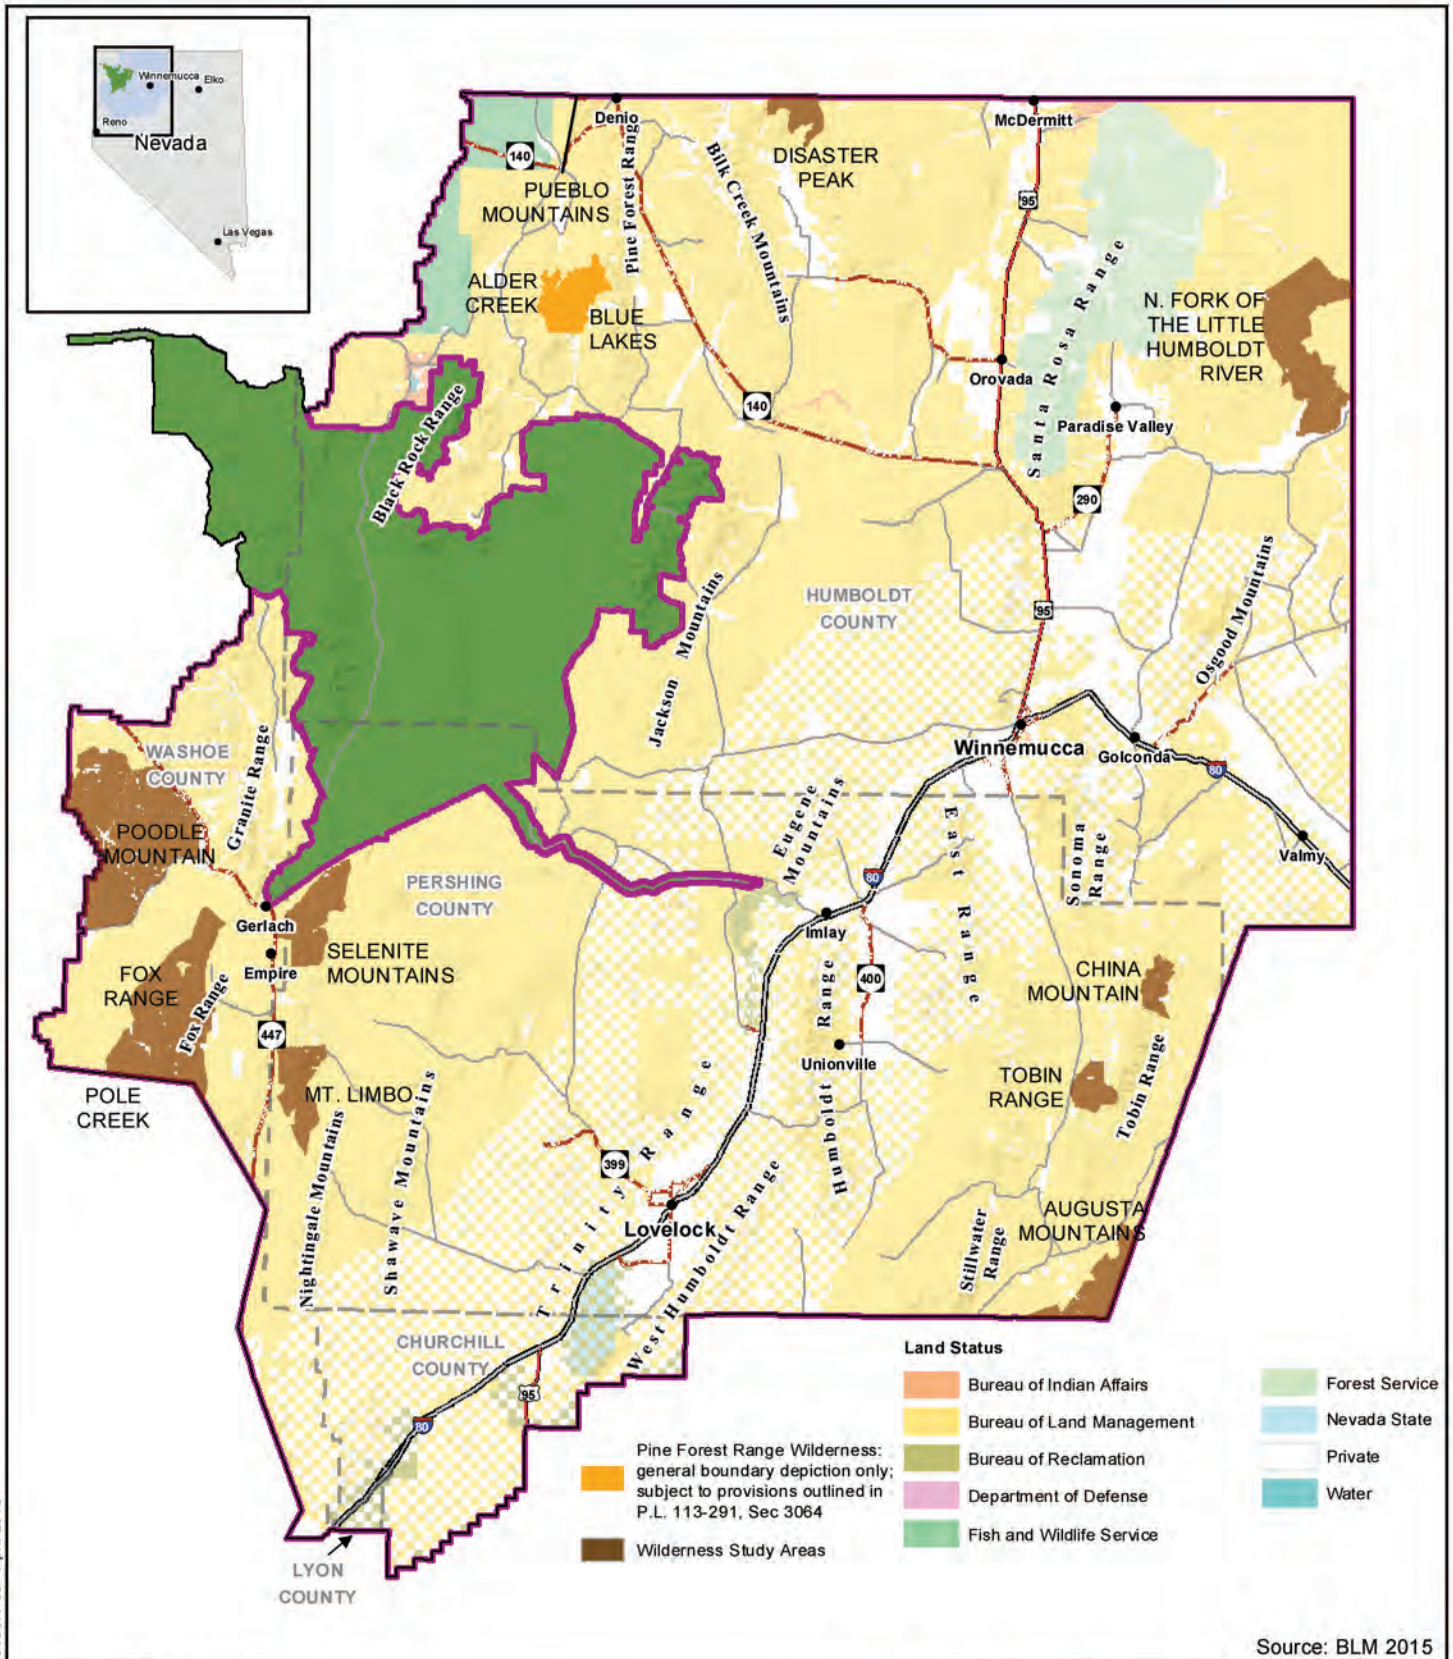 Winnemucca
Elko
Reno
Nevada
Las Vegas
Denio
McDermitt
140
DISASTER
PEAK
PUEBLO
MOUNTAINS
Pine Forest Range
Bilk Creek Mountains
95
Santa Rosa Range
ALDER
CREEK
BLUE
LAKES
N. FORK OF
THE LITTLE
HUMBOLDT
RIVER
Orovada
Paradise Valley
140
Black Rock Range
290
HUMBOLDT
COUNTY
95
Osgood Mountains
Jackson Mountains
WASHOE
COUNTY
Granite Range
Winnemucca
Golconda
80
Eugene
Mountains
East Range
Sonoma
Range
Valmy
POODLE
MOUNTAIN
PERSHING
COUNTY
80
Gerlach
Imlay
SELENITE
MOUNTAINS
Empire
FOX
RANGE
Fox Range
400
CHINA
MOUNTAIN
447
Unionville
Humboldt Range
TOBIN
RANGE
Tobin Range
POLE
CREEK
MT. LIMBO
Nightingale Mountains
Shawave Mountains
Trinity Range
399
Lovelock
West Humboldt Range
AUGUSTA
MOUNTAINS
Stillwater
Range
CHURCHILL
COUNTY
95
80
LYON
COUNTY
Pine Forest Range Wilderness:
general boundary depiction only;
subject to provisions outlined in
P.L. 113-291, Sec 3064
Wilderness Study Areas
Land Status
Bureau of Indian Affairs
Bureau of Land Management
Bureau of Reclamation
Department of Defense
Fish and Wildlife Service
Forest Service
Nevada State
Private
Water
Source: BLM 2015